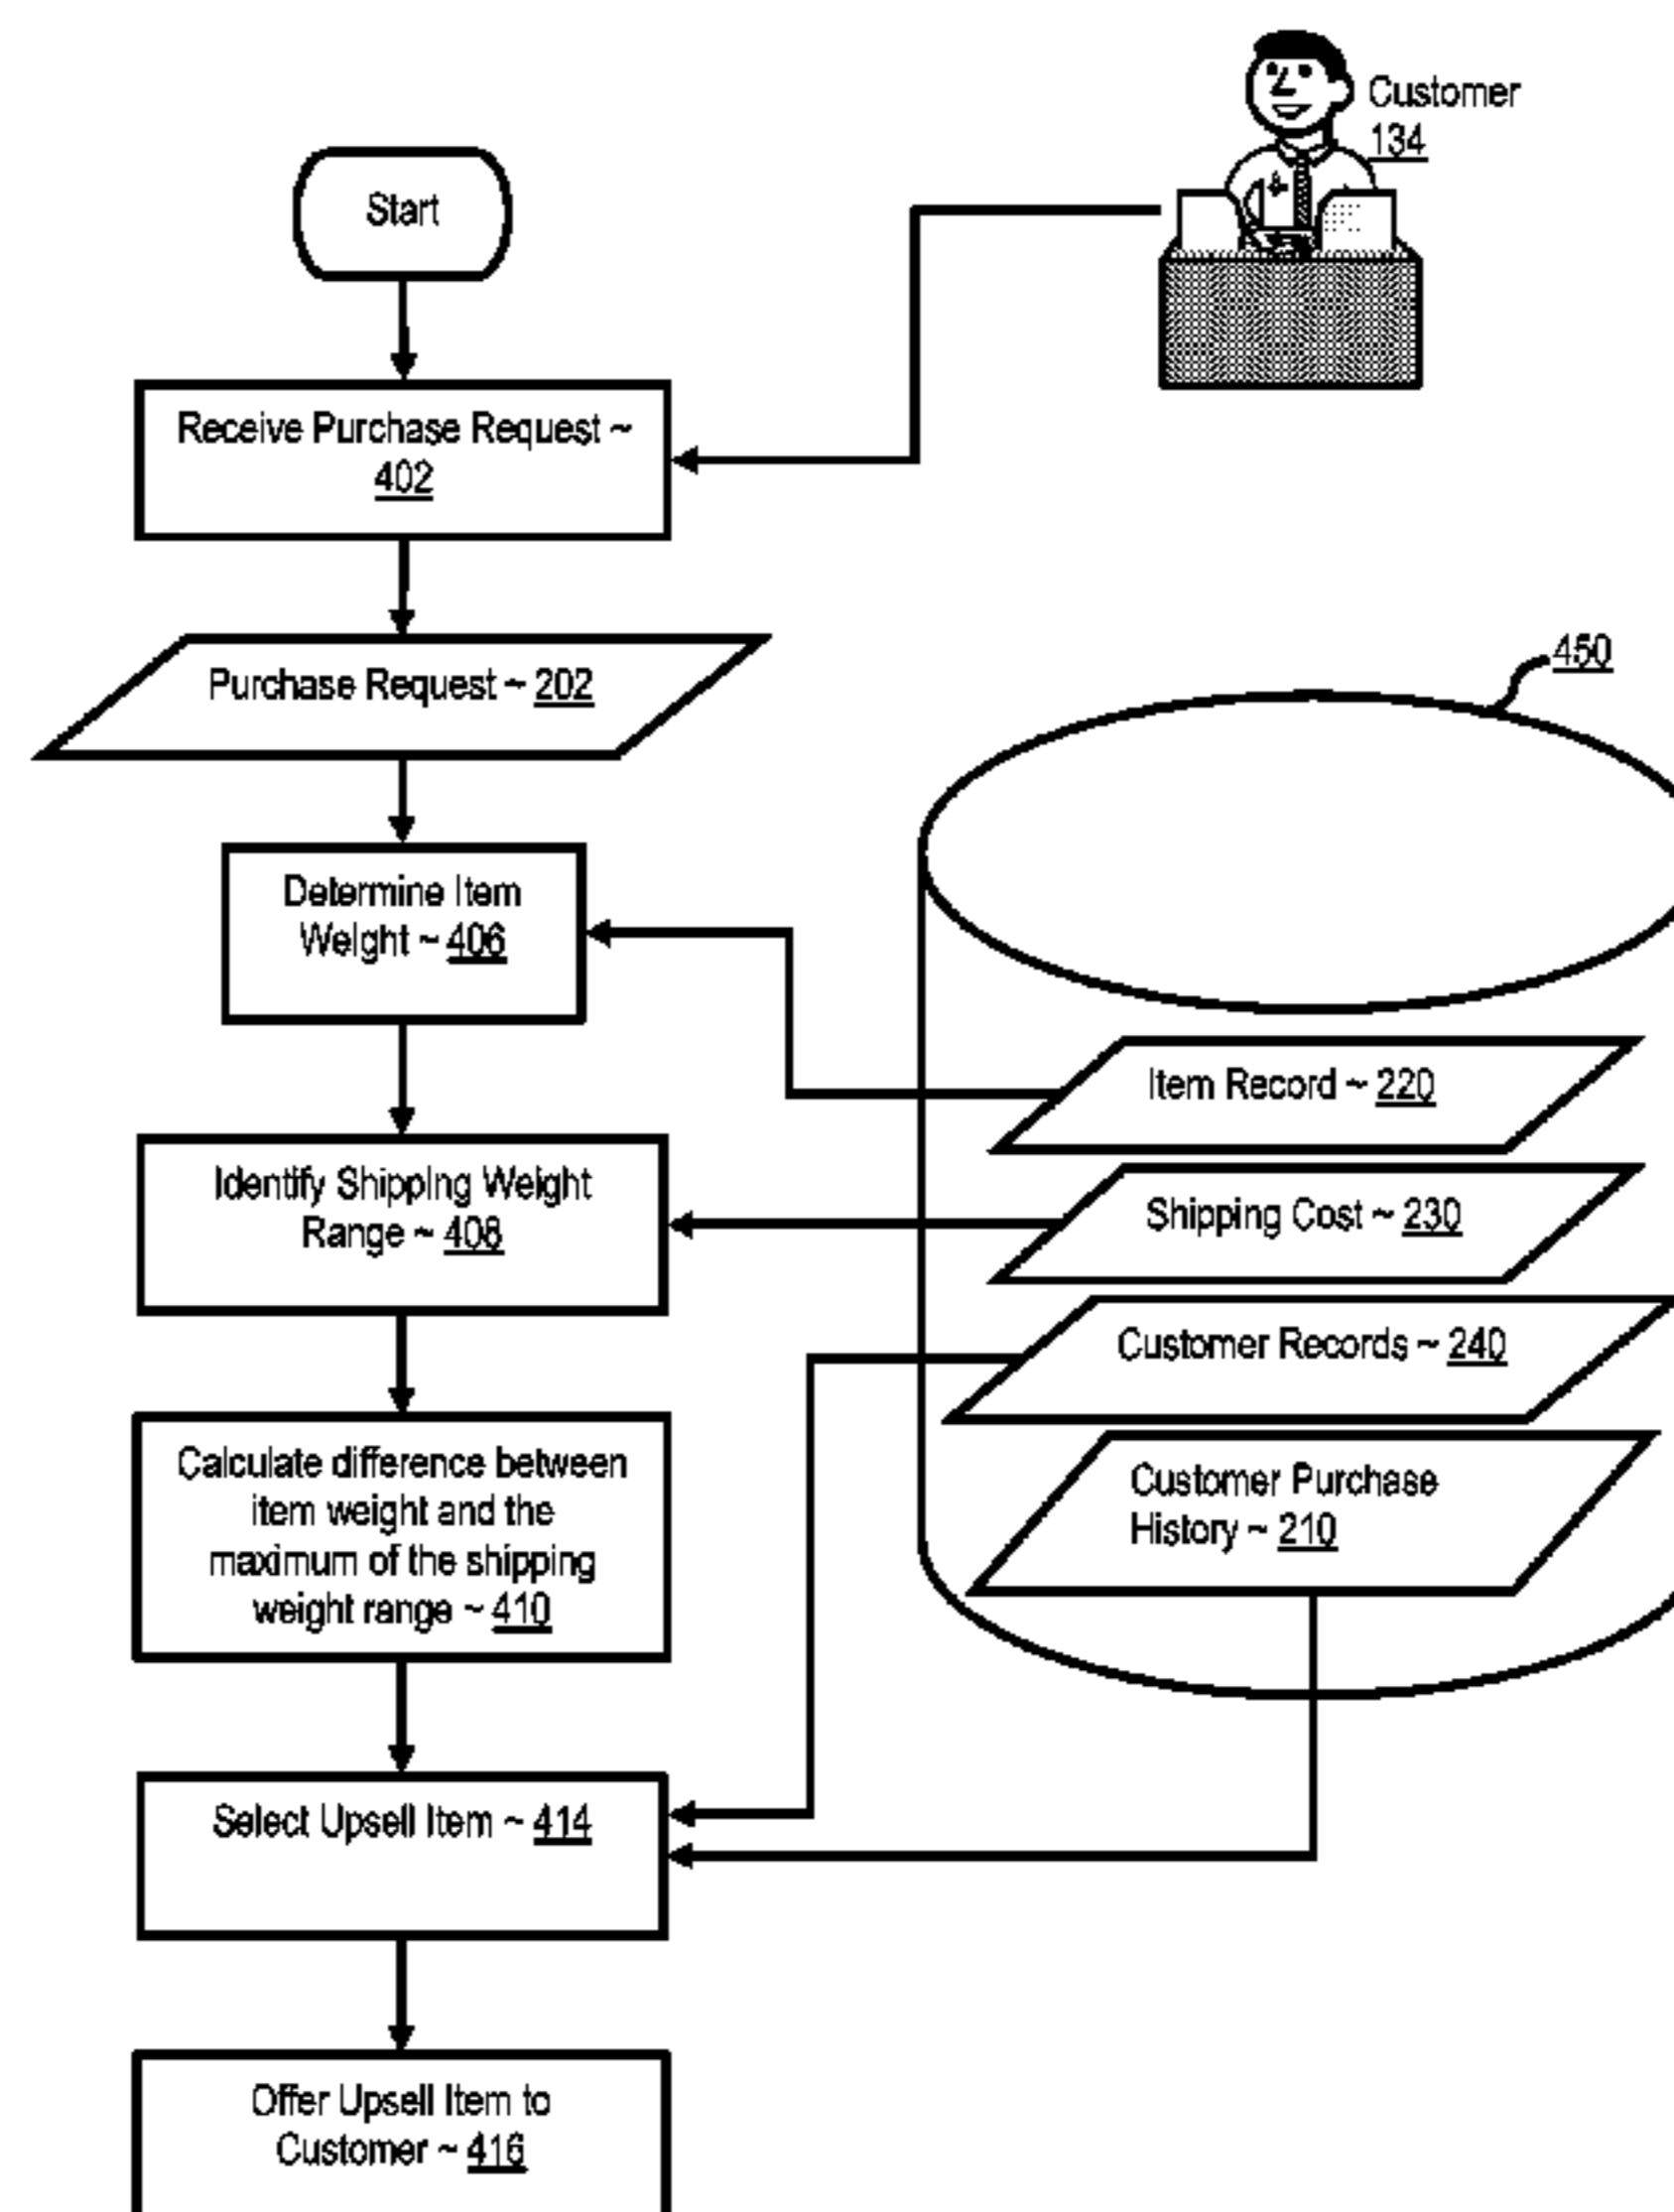 Customer
134
Start
Receive Purchase Request ~
402
Purchase Request ~ 202
450
Determine Item
Weight ~ 406
Item Record ~ 220
Identify Shipping Weight
Range ~ 408
Shipping Cost ~ 230
Customer Records ~ 240
Calculate difference between
item weight and the
maximum of the shipping
weight range ~ 410
Customer Purchase
History ~ 210
Select Upsell Item ~ 414
Offer Upsell Item to
Customer ~ 416